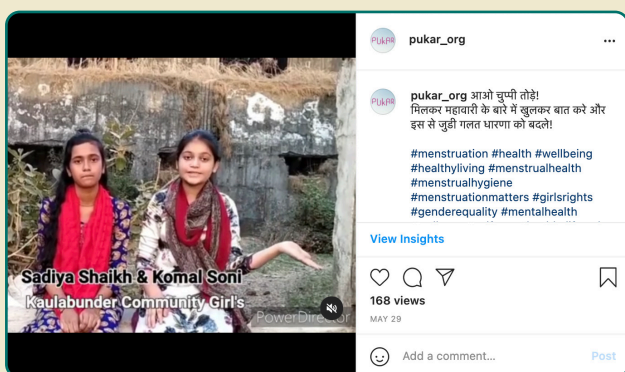 PUKAR
pukar_org
...
PUKAR
pukar_org आओ चुप्पी तोड़े!
मिलकर महावारी के बारे में खुलकर बात करे और
इस से जुडी गलत धारणा को बदले!
#menstruation #health #wellbeing
#healthyliving #menstrualhealth
#menstrualhygiene
#menstruationmatters #girlsrights
#genderequality #mentalhealth
Sadiya Shaikh & Komal Soni
Kaulabunder Community Girl's
PowerDirector
View Insights
168 views
MAY 29
Add a comment...
Post